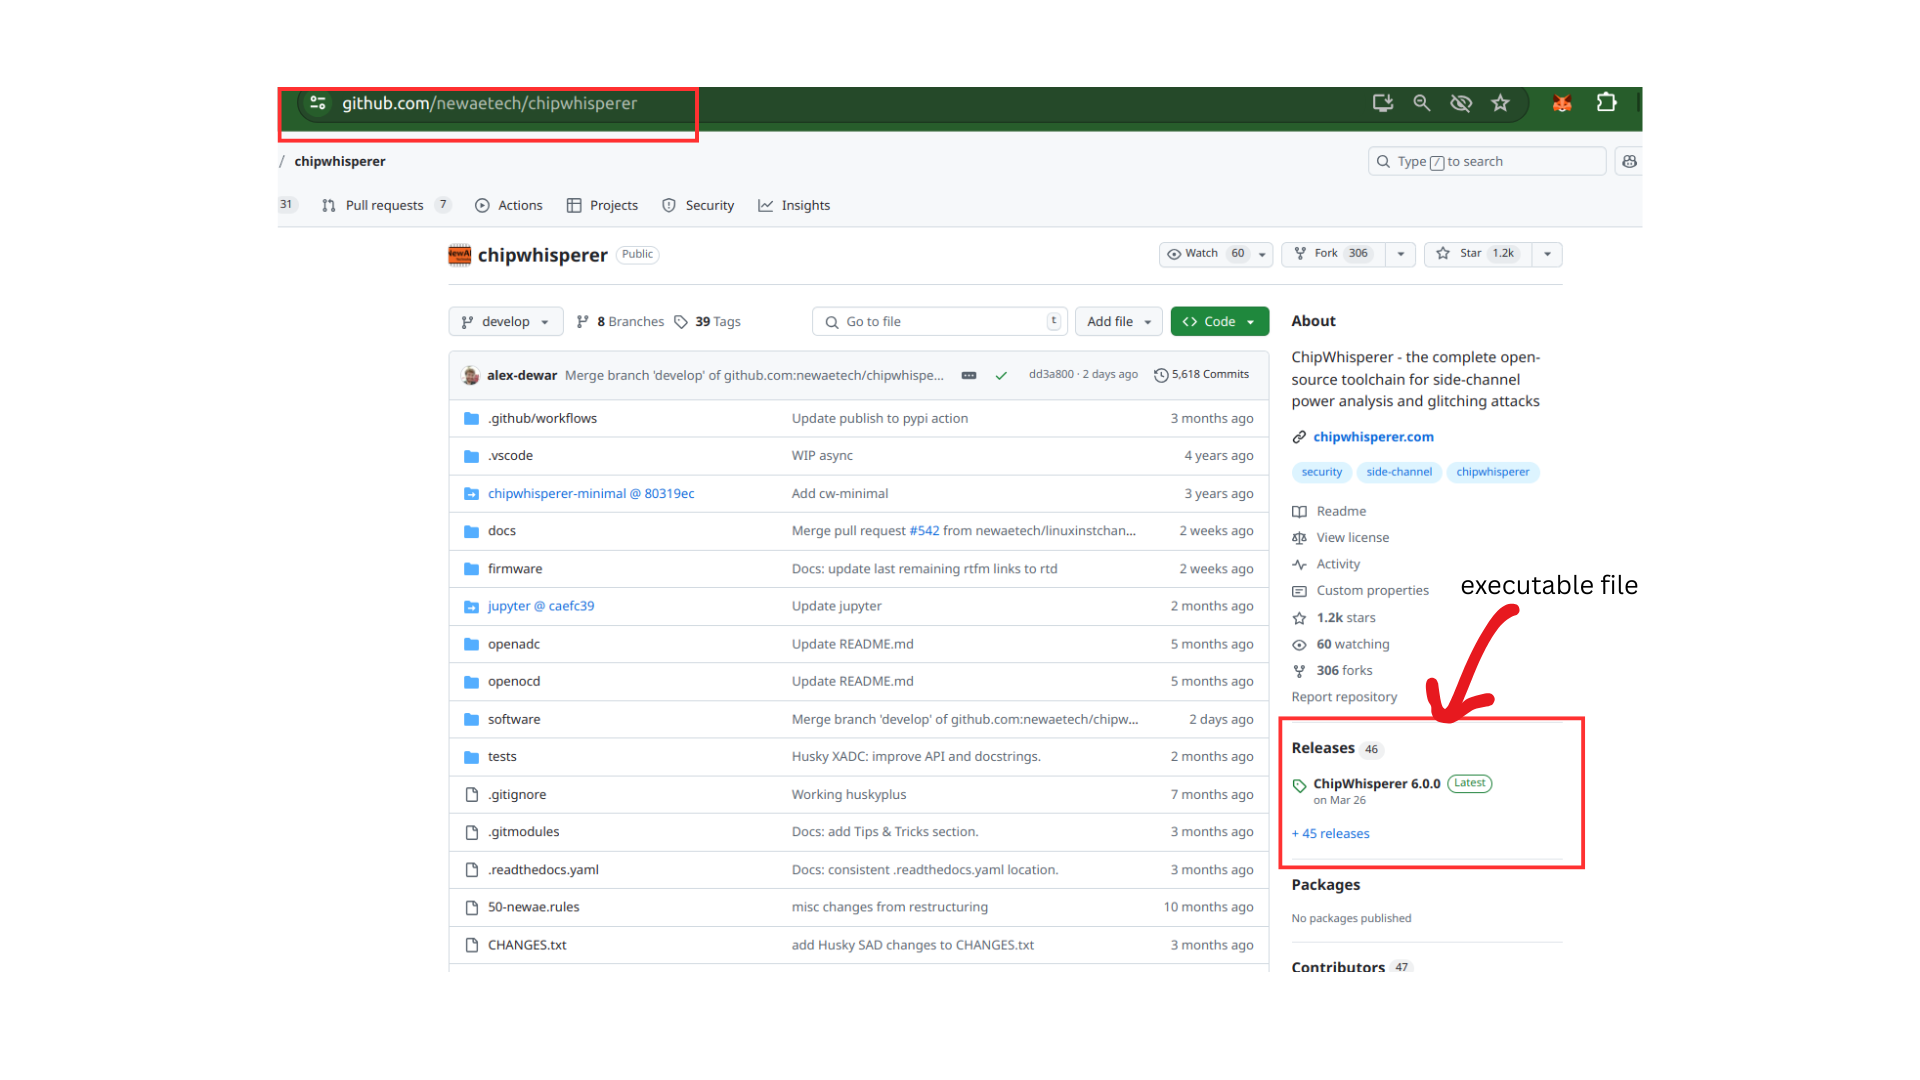 github.com/newaetech/chipwhisperer
/ chipwhisperer
Type / to search
31 Pull requests 7 Actions Projects Security Insights
chipwhisperer Public
Watch 60 Fork 306 Star 1.2k
develop 8 Branches 39 Tags Go to file t Add file Code
alex-dewar Merge branch 'develop' of github.com:newaetech/chipwhispe... dd3a800 · 2 days ago 5,618 Commits
.github/workflows Update publish to pypi action 3 months ago
.vscode WIP async 4 years ago
chipwhisperer-minimal @ 80319ec Add cw-minimal 3 years ago
docs Merge pull request #542 from newaetech/linuxinstchan... 2 weeks ago
firmware Docs: update last remaining rtfm links to rtd 2 weeks ago
jupyter @ caefc39 Update jupyter 2 months ago
openadc Update README.md 5 months ago
openocd Update README.md 5 months ago
software Merge branch 'develop' of github.com:newaetech/chipw... 2 days ago
tests Husky XADC: improve API and docstrings. 2 months ago
.gitignore Working huskyplus 7 months ago
.gitmodules Docs: add Tips & Tricks section. 3 months ago
.readthedocs.yaml Docs: consistent .readthedocs.yaml location. 3 months ago
50-newae.rules misc changes from restructuring 10 months ago
CHANGES.txt add Husky SAD changes to CHANGES.txt 3 months ago
About
ChipWhisperer - the complete open-
source toolchain for side-channel
power analysis and glitching attacks
chipwhisperer.com
security side-channel chipwhisperer
Readme
View license
Activity
Custom properties
1.2k stars
60 watching
306 forks
Report repository
executable file
Releases 46
ChipWhisperer 6.0.0 Latest
on Mar 26
+ 45 releases
Packages
No packages published
Contributors 47